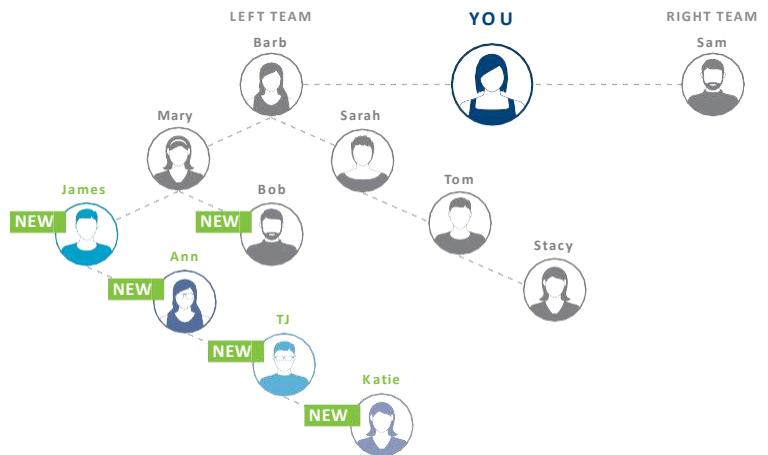 LEFT TEAM
YOU
RIGHT TEAM
Barb
Sam
Mary
Sarah
James
Bob
Tom
NEW
NEW
Stacy
Ann
NEW
TJ
NEW
Katie
NEW